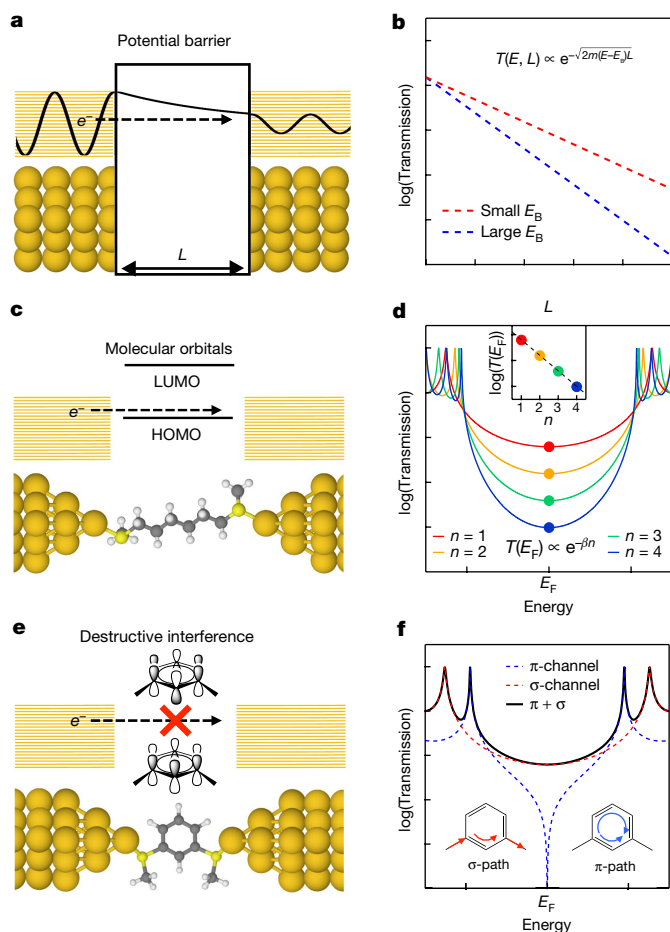 a
Potential barrier
e⁻
L
b
T(E, L) ∝ e^{-√2m(E–E_B)L}
log(Transmission)
Small E_B
Large E_B
L
c
Molecular orbitals
LUMO
e⁻
HOMO
d
log(T(E_F))
1 2 3 4
n
log(Transmission)
n = 1
n = 2
T(E_F) ∝ e^{-βn}
n = 3
n = 4
E_F
Energy
e
Destructive interference
e⁻
f
π-channel
σ-channel
π + σ
log(Transmission)
σ-path
π-path
E_F
Energy